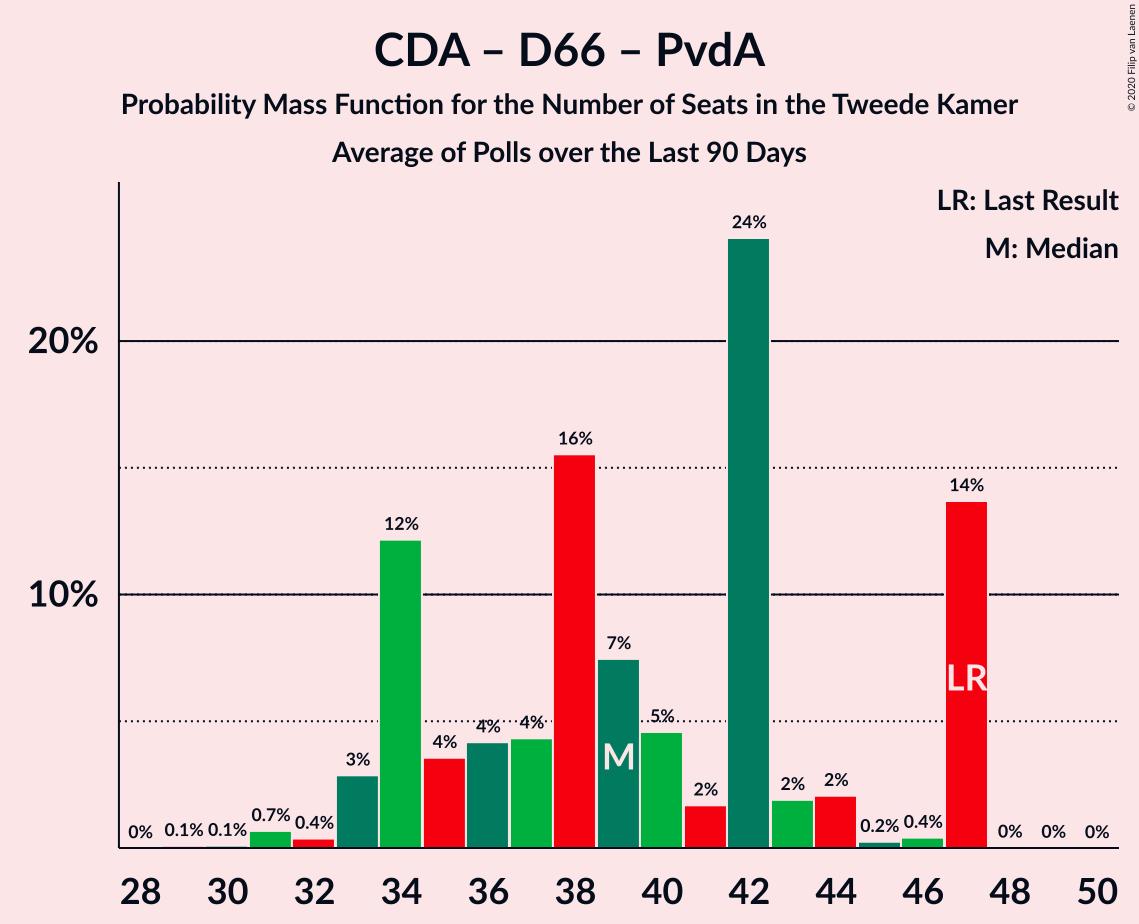 CDA – D66 – PvdA
Probability Mass Function for the Number of Seats in the Tweede Kamer
Average of Polls over the Last 90 Days
© 2020 Filip van Laenen
LR: Last Result
M: Median
20%
10%
0%
0.1%
0.1%
0.7%
0.4%
3%
12%
4%
4%
4%
16%
7%
5%
2%
24%
2%
2%
0.2%
0.4%
14%
0%
0%
0%
M
LR
28 30 32 34 36 38 40 42 44 46 48 50